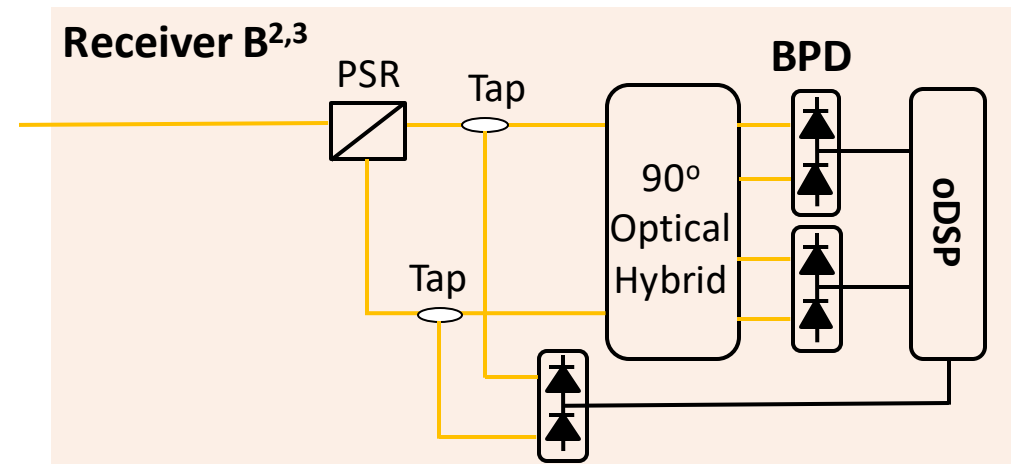 Receiver B²,³
PSR
Tap
BPD
90º
Optical
Hybrid
oDSP
Tap